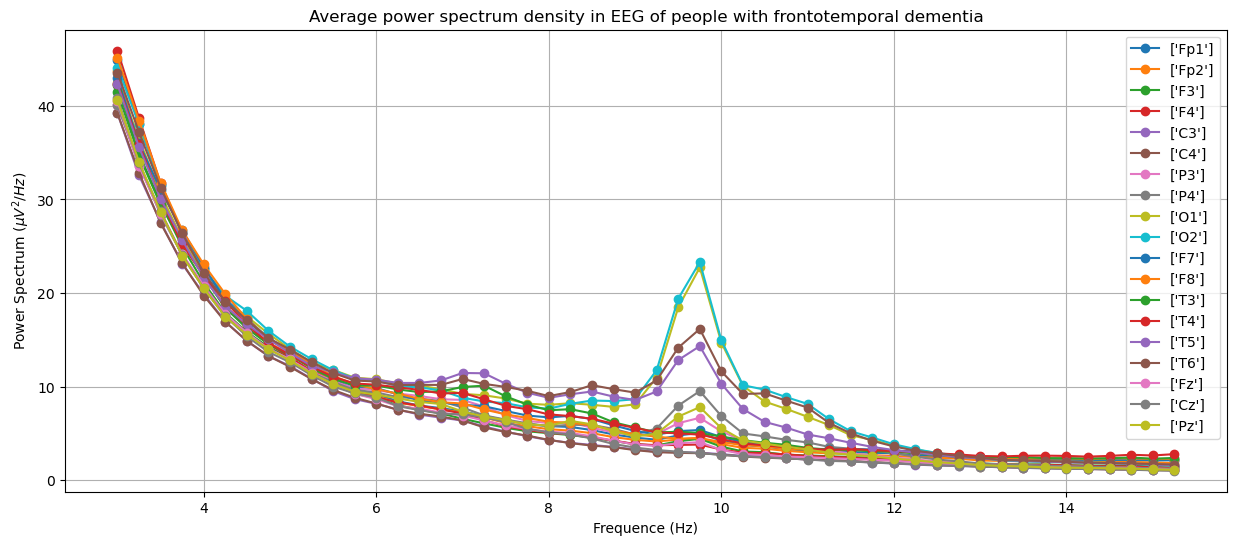 Average power spectrum density in EEG of people with frontotemporal dementia
Power Spectrum (μV²/Hz)
40
30
20
10
0
4
6
8
10
12
14
Frequence (Hz)
['Fp1']
['Fp2']
['F3']
['F4']
['C3']
['C4']
['P3']
['P4']
['O1']
['O2']
['F7']
['F8']
['T3']
['T4']
['T5']
['T6']
['Fz']
['Cz']
['Pz']